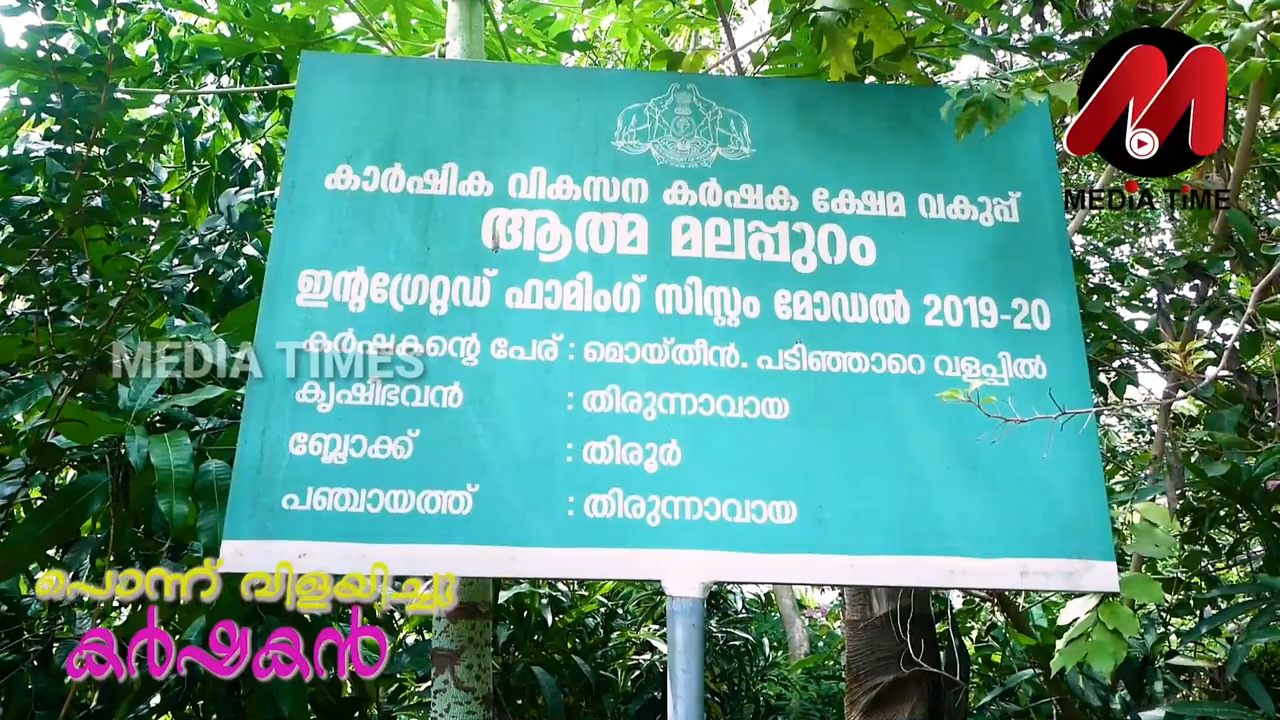 കാർഷിക വികസന കർഷക ക്ഷേമ വകുപ്പ്
ആത്മ മലപ്പുറം
ഇന്റഗ്രേറ്റഡ് ഫാമിംഗ് സിസ്റ്റം മോഡൽ 2019-20
കർഷകന്റെ പേര് : മൊയ്തീൻ. പടിഞ്ഞാറെ വളപ്പിൽ
കൃഷിഭവൻ : തിരുന്നാവായ
ബ്ലോക്ക് : തിരൂർ
പഞ്ചായത്ത് : തിരുന്നാവായ
MEDIA TIME
MEDIA TIMES
പൊന്ന് വിളയിച്ചു
കർഷകൻ